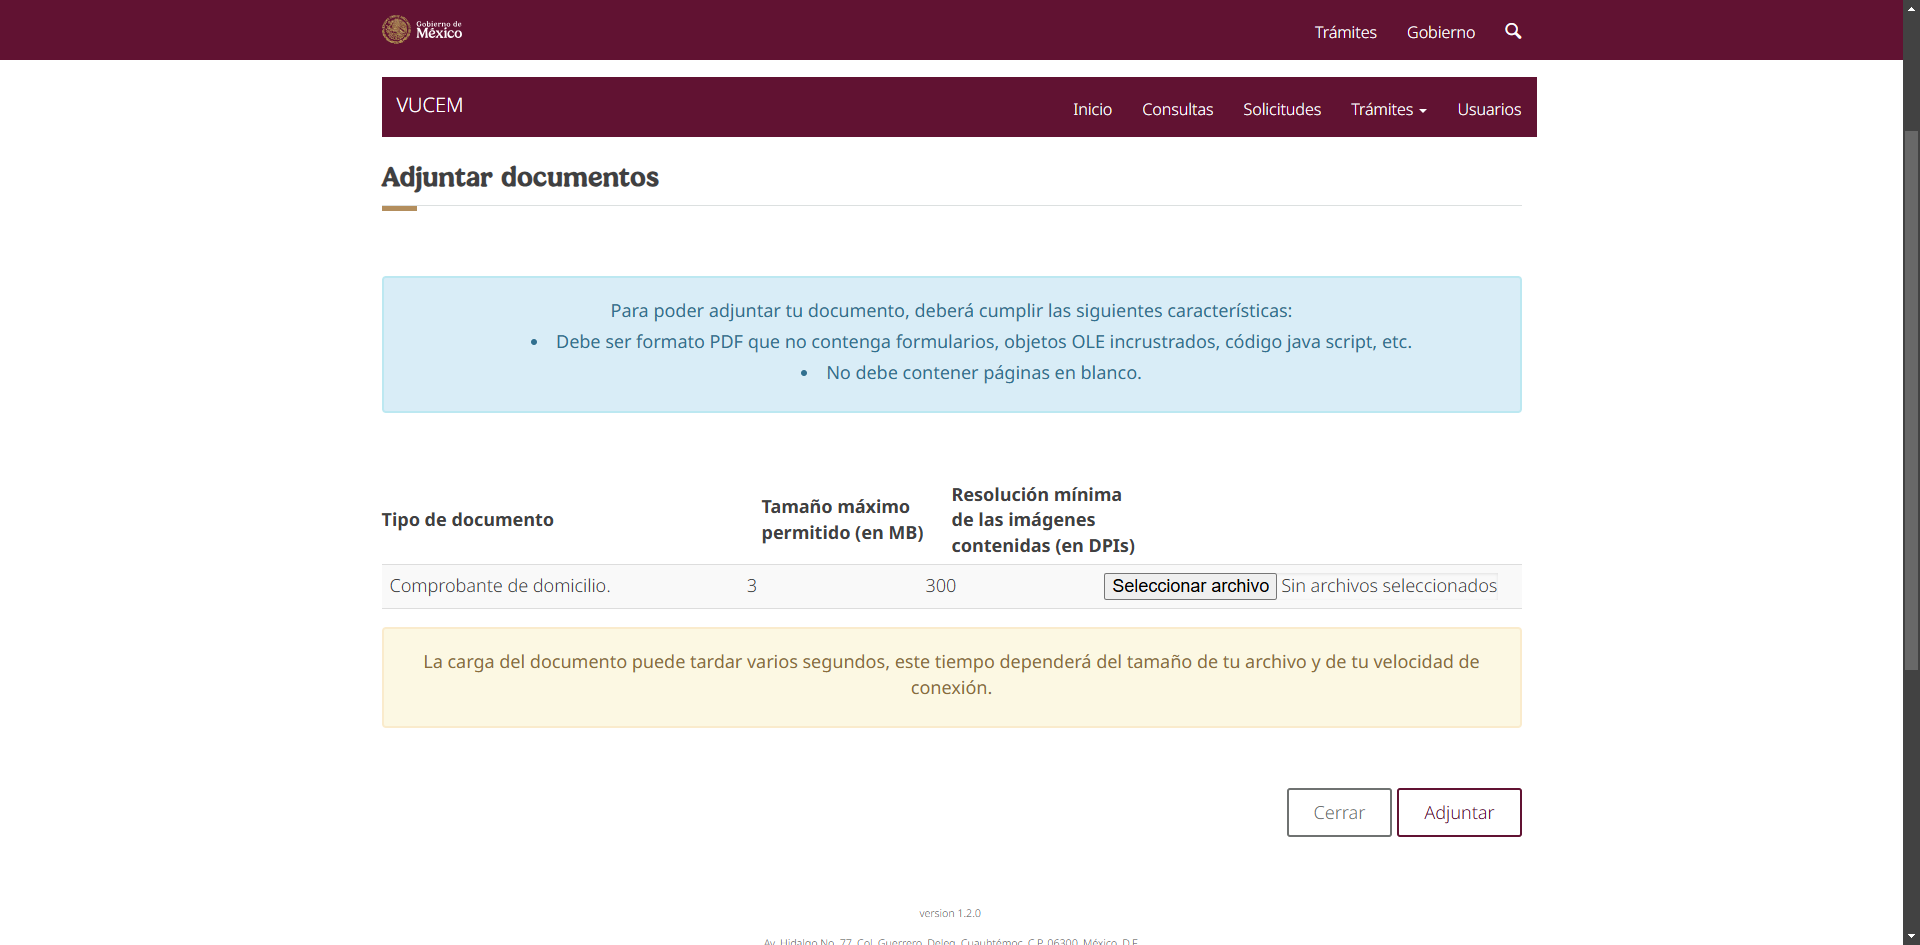 Gobierno de
México
Trámites
Gobierno
VUCEM
Inicio
Consultas
Solicitudes
Trámites
Usuarios
Adjuntar documentos
Para poder adjuntar tu documento, deberá cumplir las siguientes características:
• Debe ser formato PDF que no contenga formularios, objetos OLE incrustrados, código java script, etc.
• No debe contener páginas en blanco.
Tipo de documento
Tamaño máximo
permitido (en MB)
Resolución mínima
de las imágenes
contenidas (en DPIs)
Comprobante de domicilio.
3
300
Seleccionar archivo
Sin archivos seleccionados
La carga del documento puede tardar varios segundos, este tiempo dependerá del tamaño de tu archivo y de tu velocidad de
conexión.
Cerrar
Adjuntar
version 1.2.0
Av. Hidalgo No. 77, Col. Guerrero, Deleg. Cuauhtémoc, C.P. 06300, México, D.F.